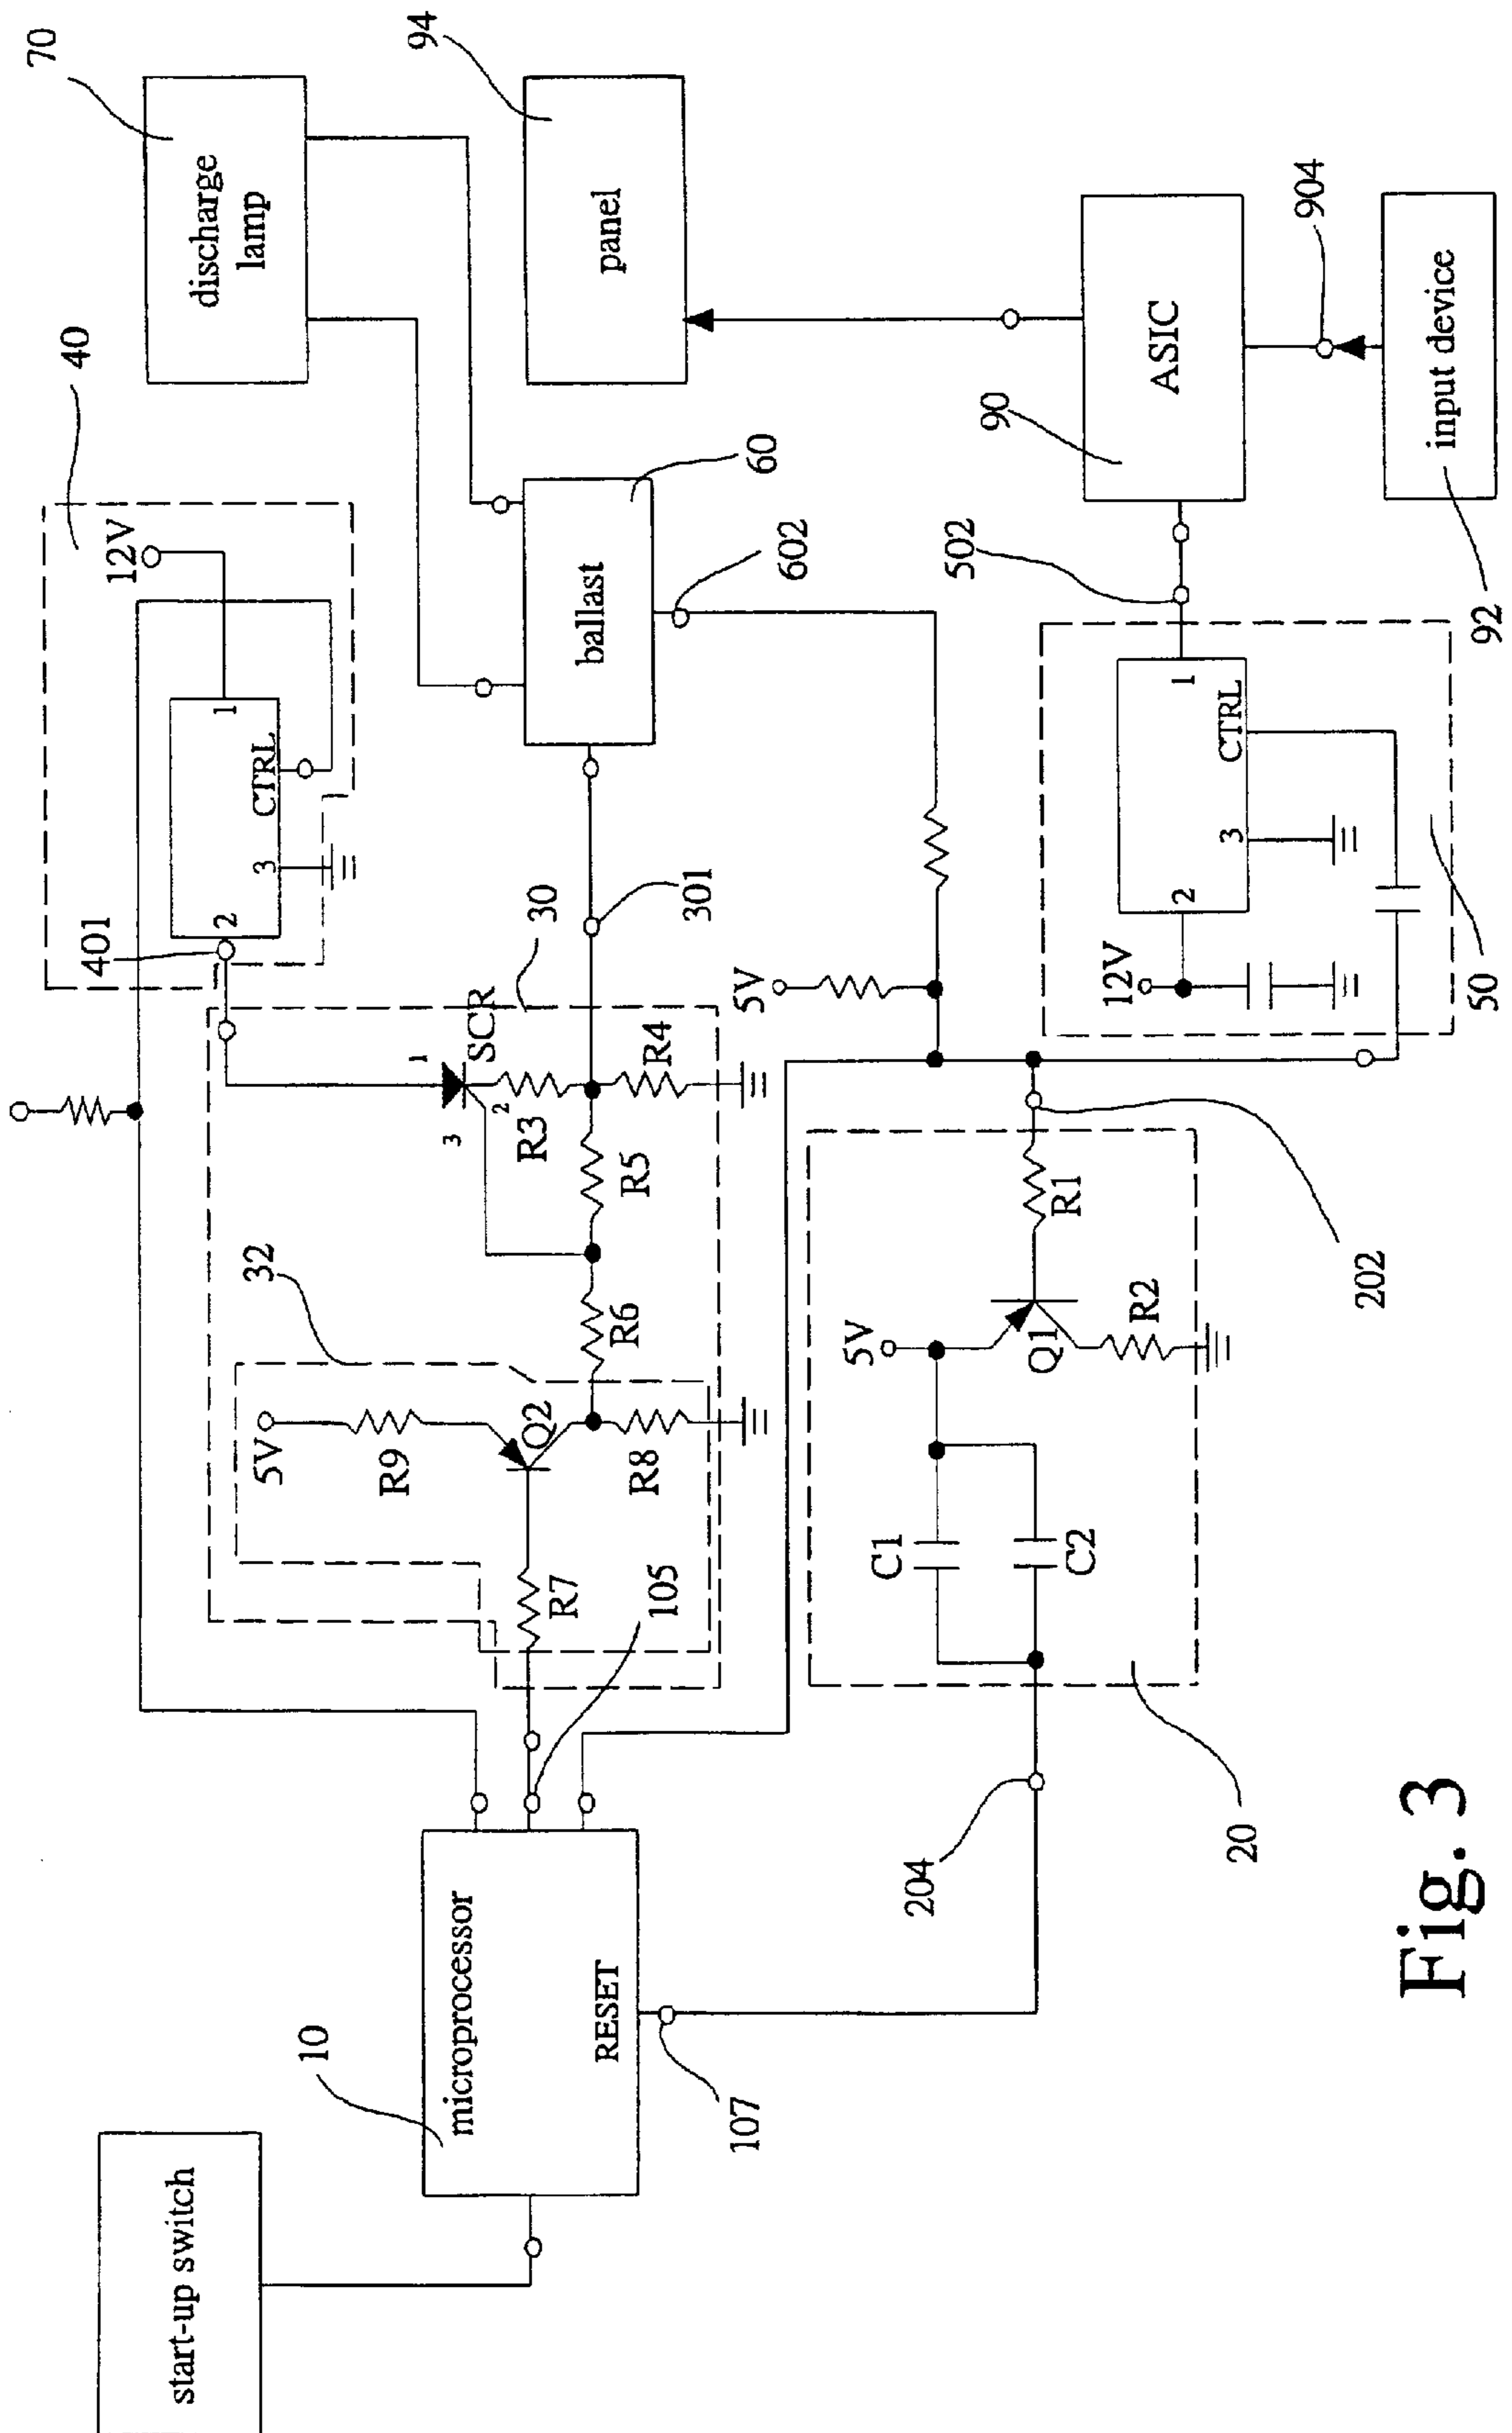 start-up switch
10
microprocessor
RESET
107
105
204
20
40
12V
1
CTRL
3
2
401
32
5V
R9
Q2
R8
R7
R6
R5
R3
R4
1
SCR
2
3
30
301
70
discharge
lamp
94
panel
60
ballast
602
5V
C1
C2
5V
Q1
R2
R1
202
12V
2
3
CTRL
1
50
502
90
ASIC
904
input device
92
Fig. 3